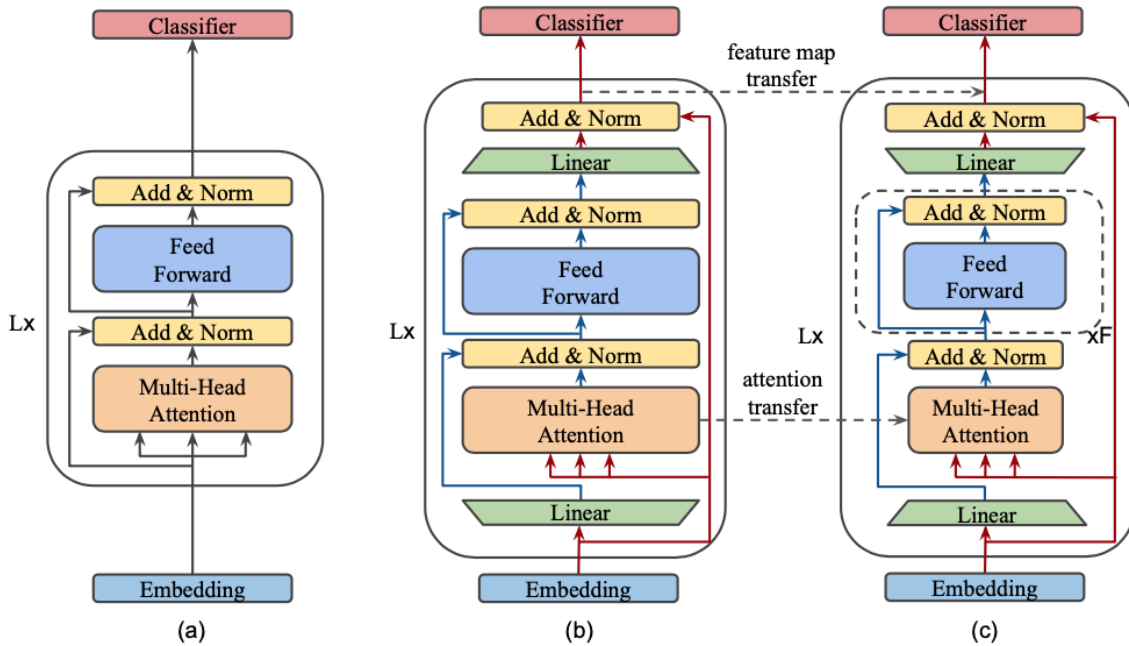 Classifier
Add & Norm
Feed
Forward
Add & Norm
Lx
Multi-Head
Attention
Embedding
(a)
Classifier
feature map
transfer
Add & Norm
Linear
Add & Norm
Feed
Forward
Lx
Add & Norm
attention
transfer
Multi-Head
Attention
Linear
Embedding
(b)
Classifier
Add & Norm
Linear
Add & Norm
Feed
Forward
Lx
xF
Add & Norm
Multi-Head
Attention
Linear
Embedding
(c)